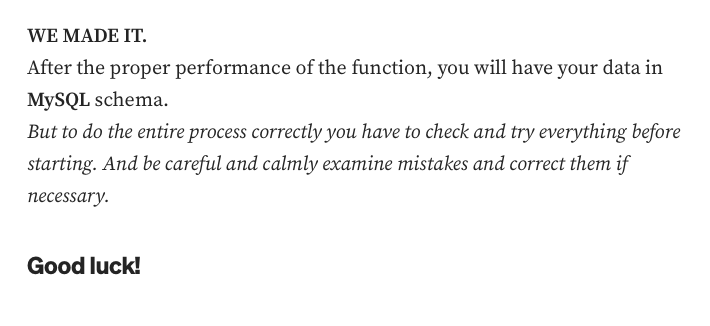 WE MADE IT.
After the proper performance of the function, you will have your data in
MySQL schema.
But to do the entire process correctly you have to check and try everything before
starting. And be careful and calmly examine mistakes and correct them if
necessary.
Good luck!